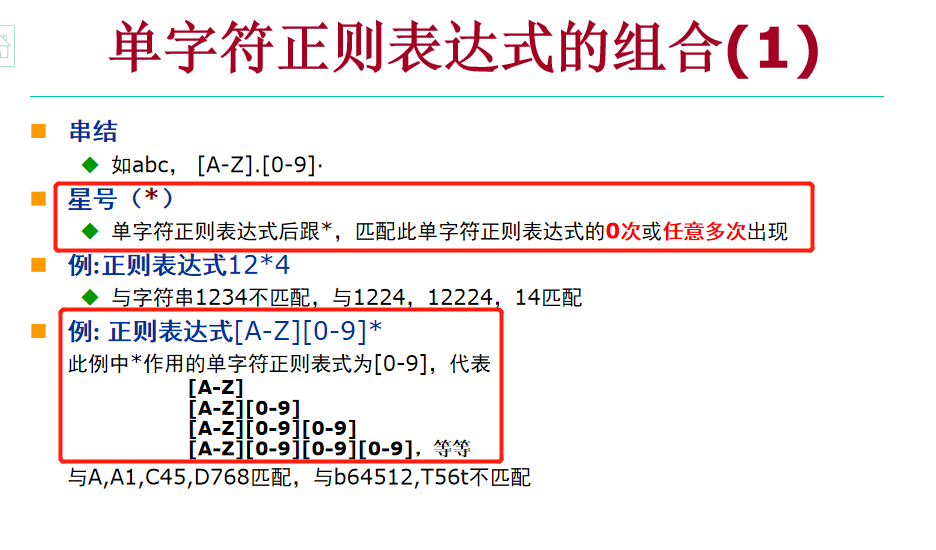 单字符正则表达式的组合(1)
串结
如abc， [A-Z].[0-9]·
星号（*）
单字符正则表达式后跟*，匹配此单字符正则表达式的0次或任意多次出现
例:正则表达式12*4
与字符串1234不匹配，与1224，12224，14匹配
例: 正则表达式[A-Z][0-9]*
此例中*作用的单字符正则表式为[0-9]，代表
[A-Z]
[A-Z][0-9]
[A-Z][0-9][0-9]
[A-Z][0-9][0-9][0-9]，等等
与A,A1,C45,D768匹配，与b64512,T56t不匹配